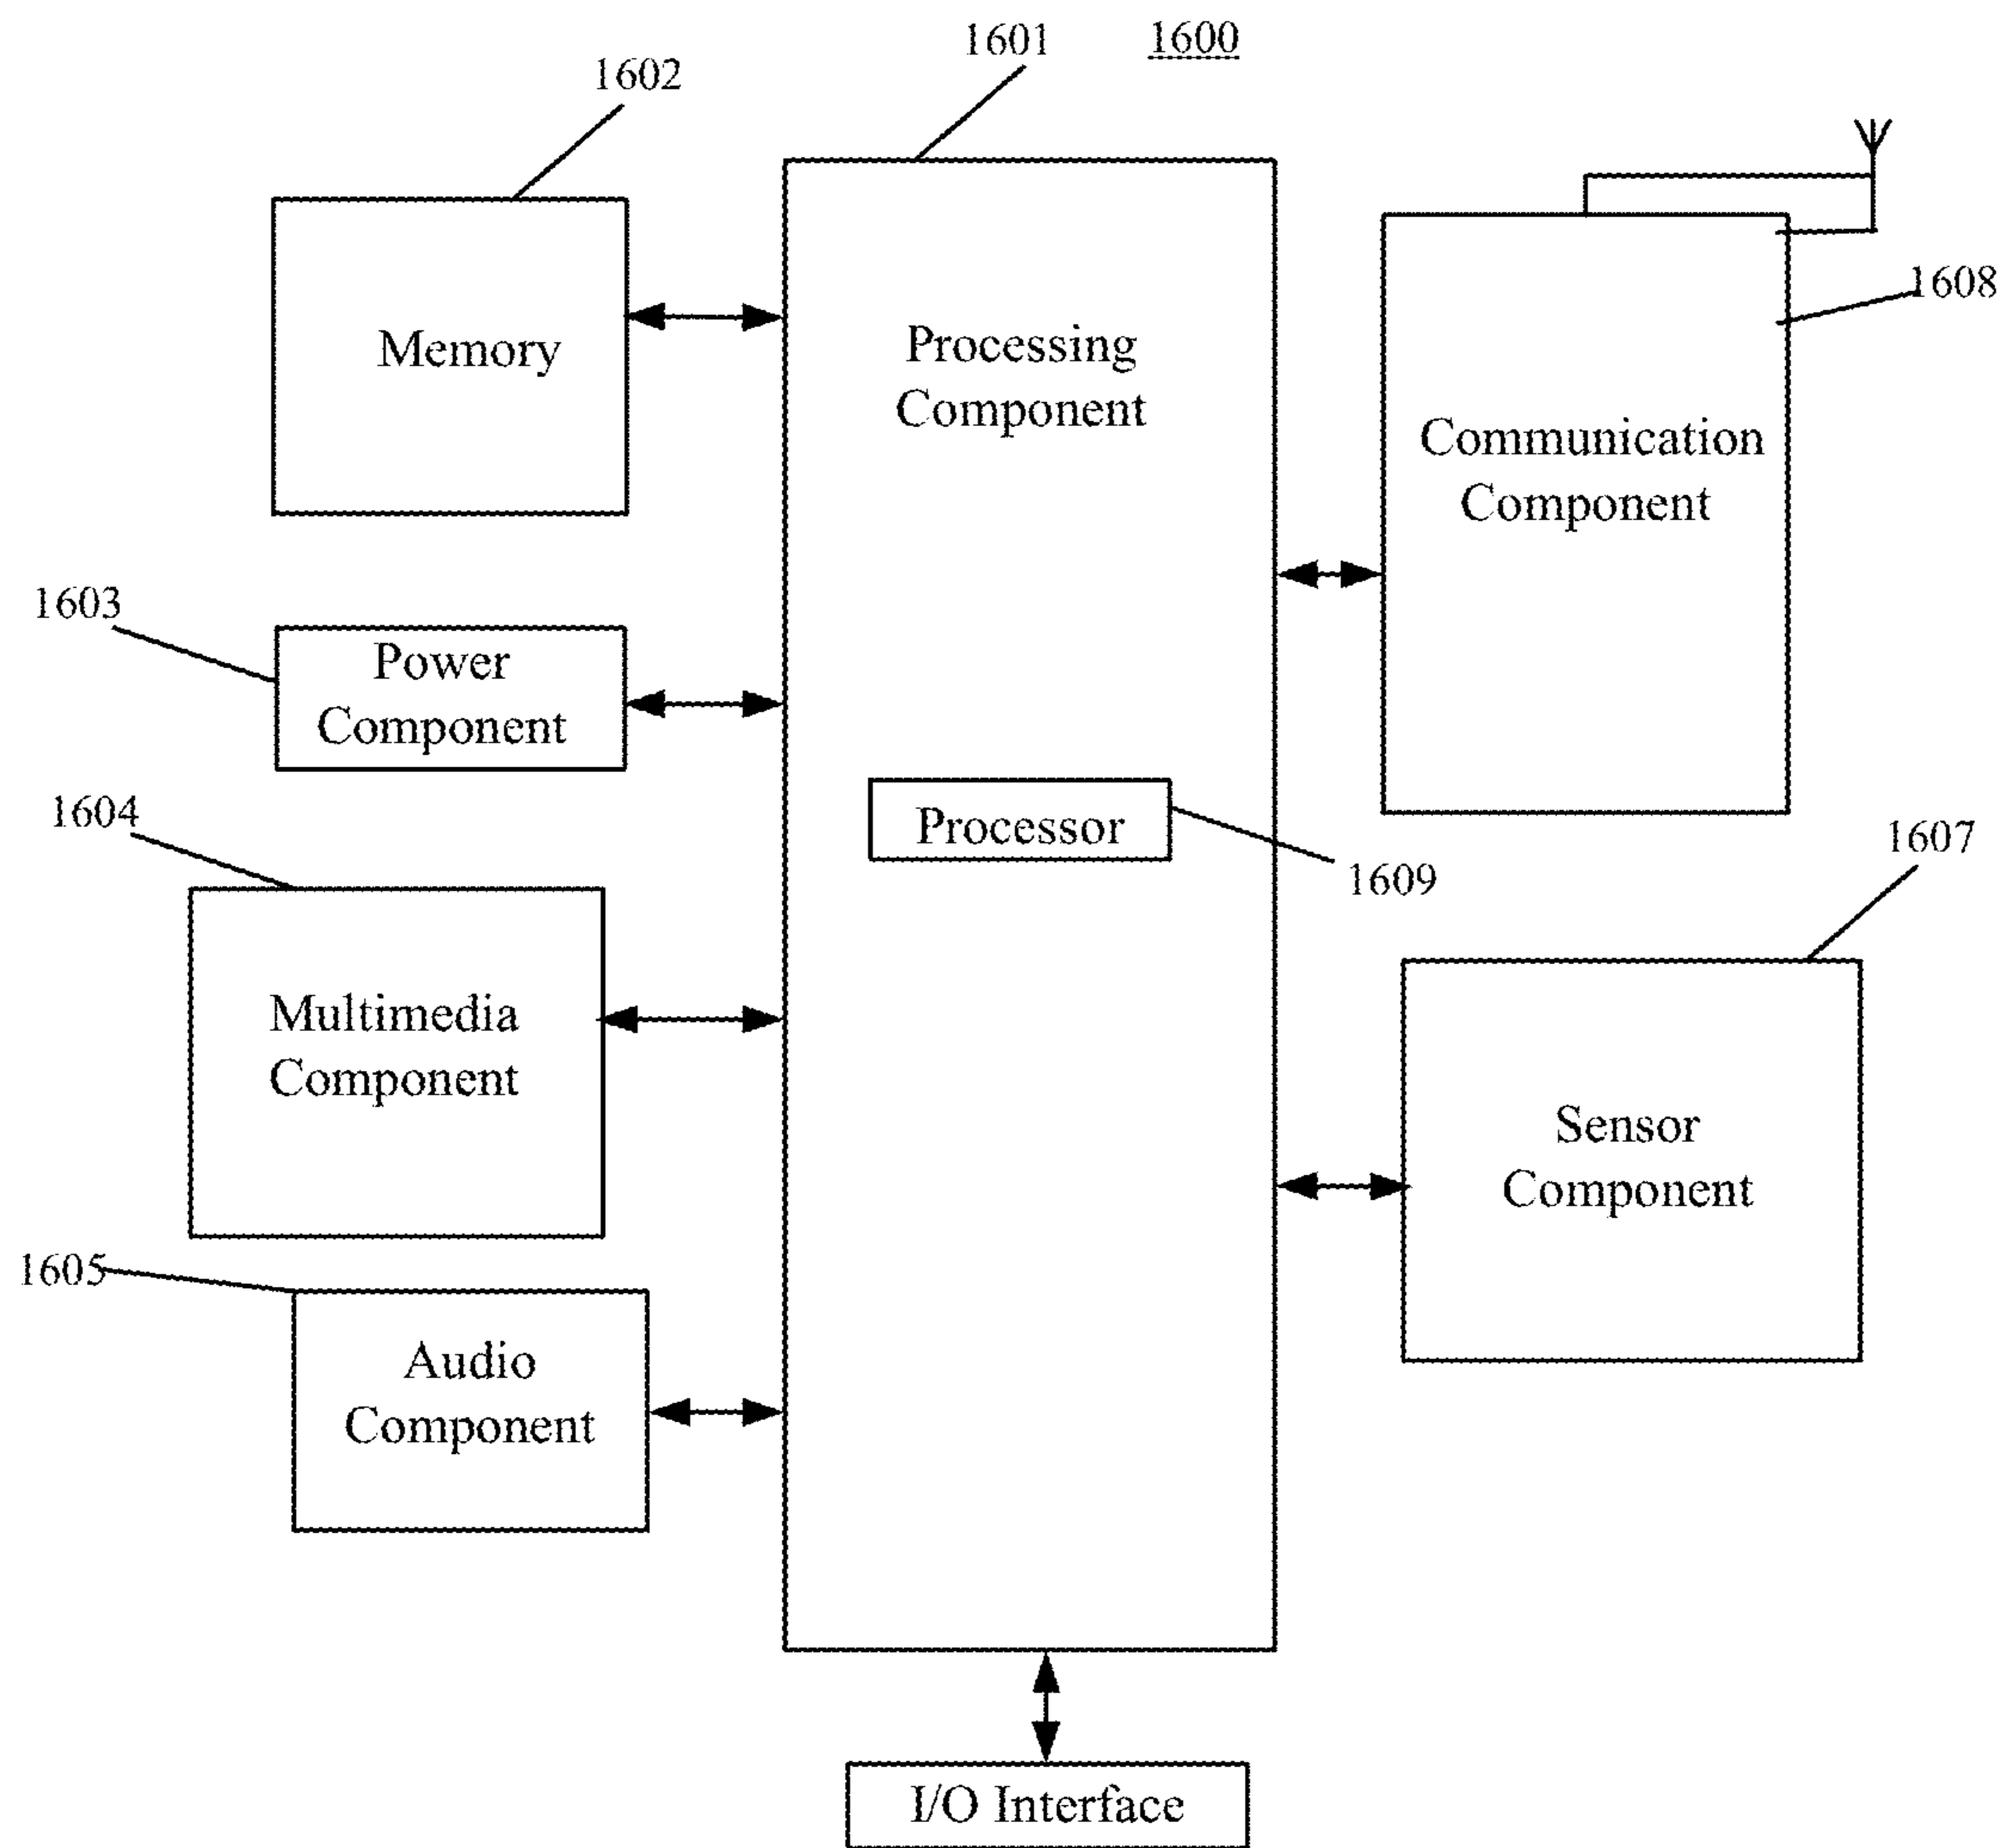 1601
1600
1602
1608
Memory
Processing
Component
Communication
Component
1603
Power
Component
1604
Processor
1609
1607
Multimedia
Component
Sensor
Component
1605
Audio
Component
I/O Interface